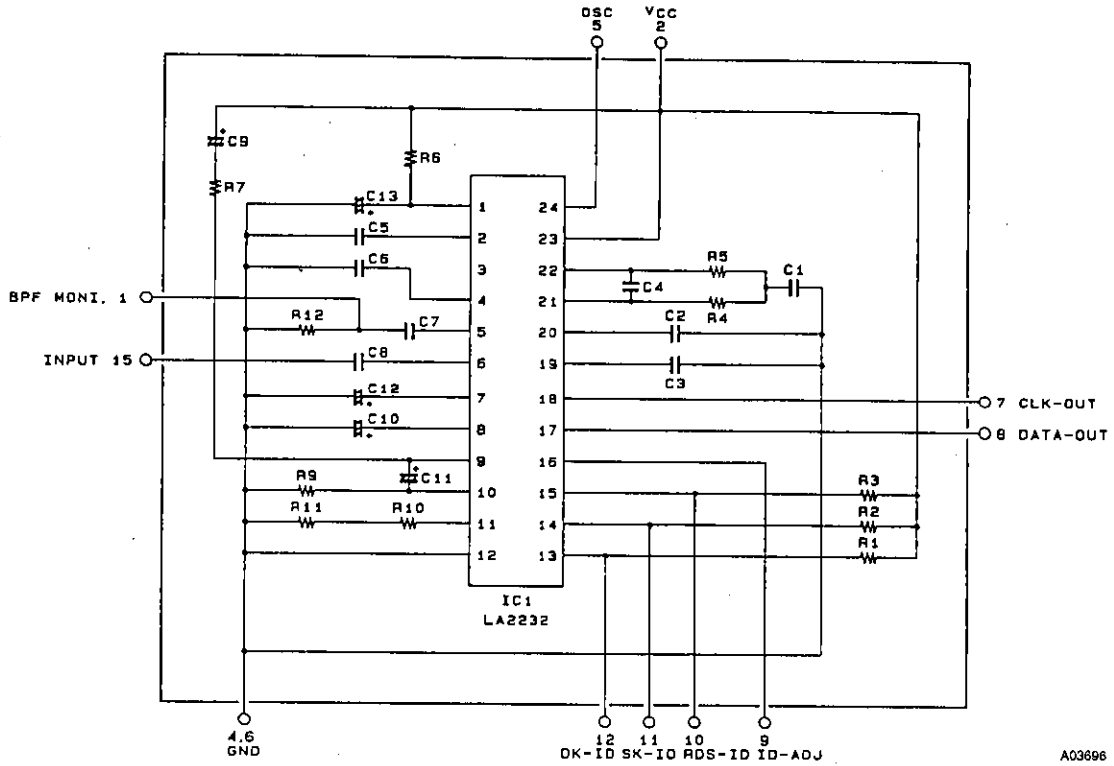 OSC
5
VCC
2
C9
R6
R7
C13
C5
C6
BPF MONI. 1
R12
C7
INPUT 15
C8
C12
C10
C11
R9
R11
R10
1
2
3
4
5
6
7
8
9
10
11
12
24
23
22
21
20
19
18
17
16
15
14
13
R5
C1
C4
R4
C2
C3
7 CLK-OUT
8 DATA-OUT
R3
R2
R1
IC1
LA2232
4,6
GND
12
11
10
9
DK-ID SK-ID RDS-ID ID-ADJ
A03696